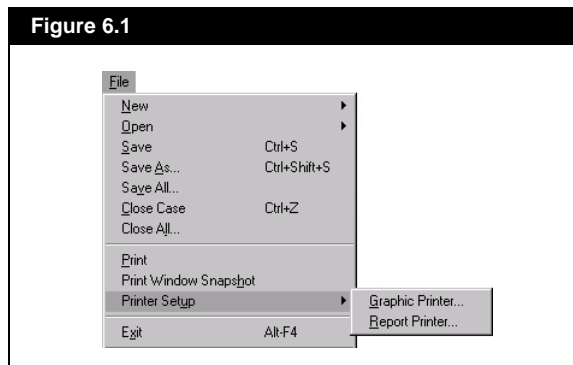 Figure 6.1
File
New
Open
Save Ctrl+S
Save As... Ctrl+Shift+S
Save All...
Close Case Ctrl+Z
Close All...
Print
Print Window Snapshot
Printer Setup
Graphic Printer...
Report Printer...
Exit Alt-F4